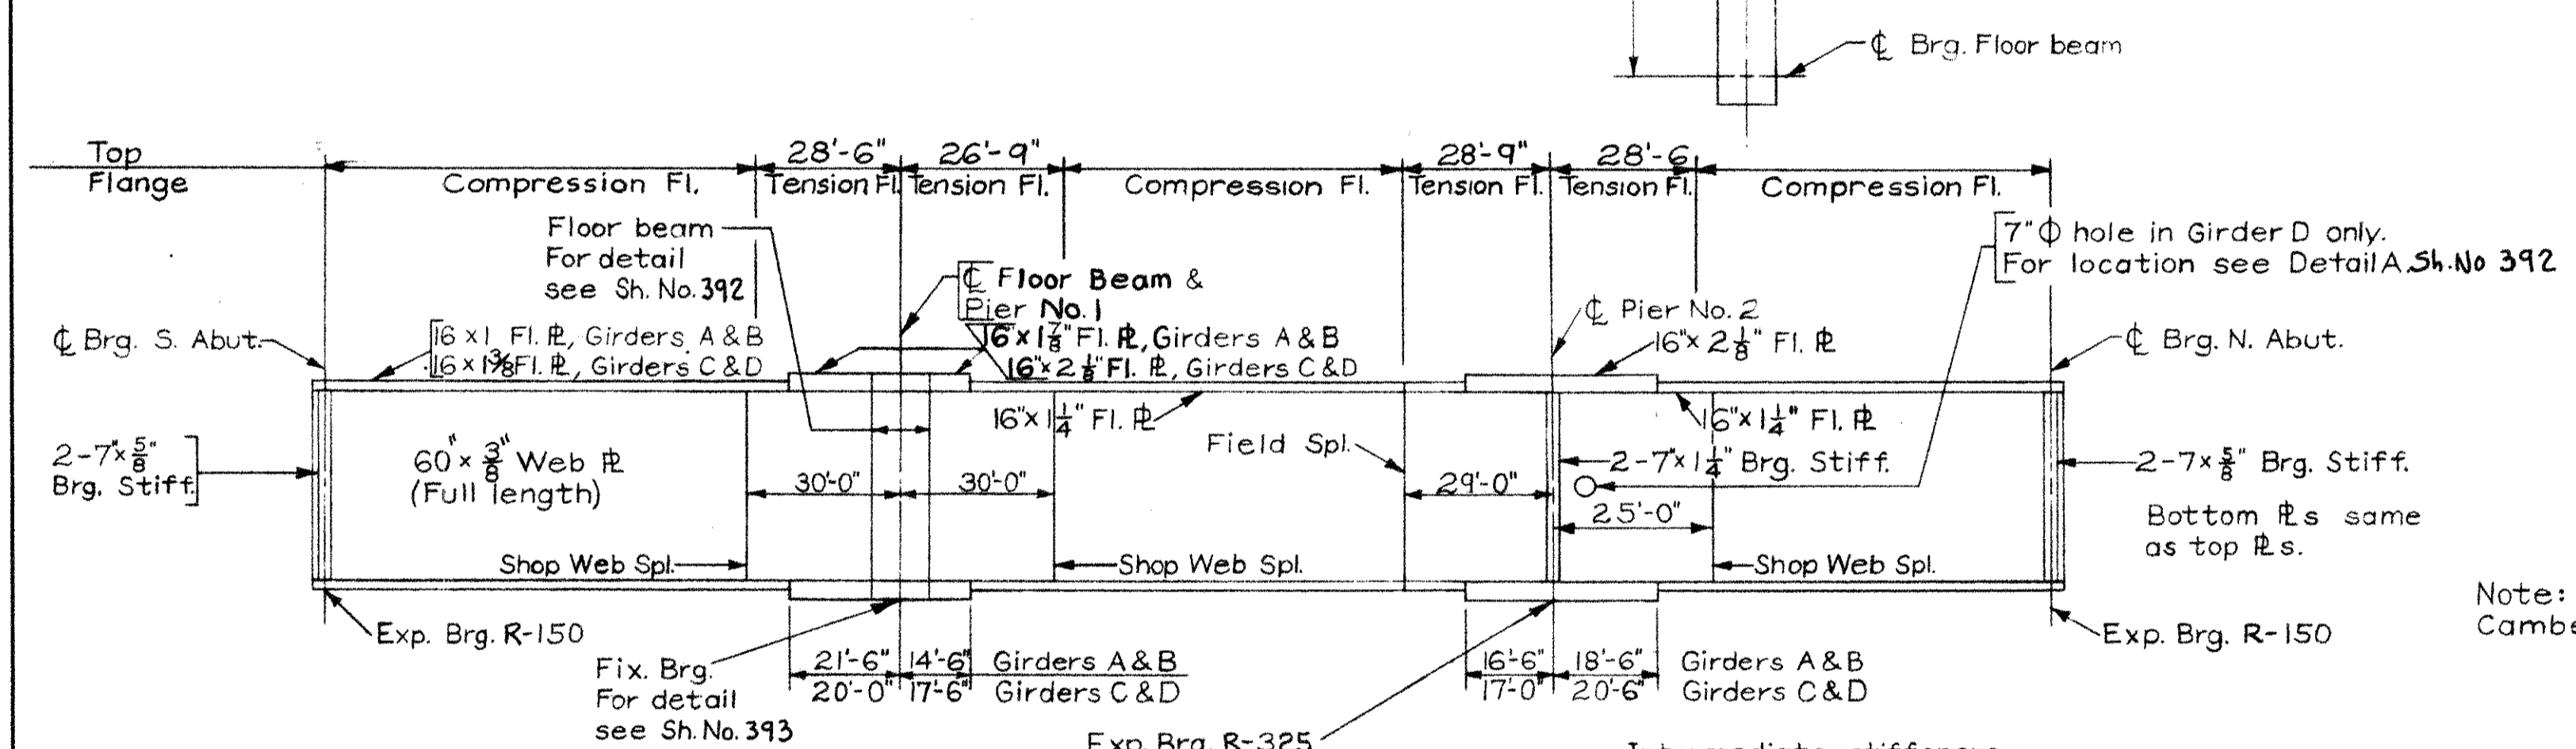 ℄ Brg. Floor beam
Top
Flange
28'-6"
26'-9"
28'-9"
28'-6
Compression Fl.
Tension Fl.
Tension Fl.
Compression Fl.
Tension Fl.
Tension Fl.
Compression Fl.
Floor beam
For detail
see Sh. No. 392
℄ Floor Beam &
Pier No. 1
7"Φ hole in Girder D only.
For location see Detail A, Sh. No 392
℄ Brg. S. Abut.
16 x 1 Fl. ℄, Girders A & B
16 x 1⅜ Fl. ℄, Girders C & D
16" x 1⅞" Fl. ℄, Girders A & B
16" x 2⅛" Fl. ℄, Girders C & D
℄ Pier No. 2
16" x 2⅛" Fl. ℄
℄ Brg. N. Abut.
16" x 1¼" Fl. ℄
16" x 1¼" Fl. ℄
2-7" x ⅝"
Brg. Stiff.
60" x ⅜" Web ℄
(Full length)
30'-0"
30'-0"
Field Spl.
29'-0"
2-7" x 1¼" Brg. Stiff.
25'-0"
2-7 x ⅝" Brg. Stiff.
Bottom ℄s same
as top ℄s.
Shop Web Spl.
Shop Web Spl.
Shop Web Spl.
Note:
Exp. Brg. R-150
Exp. Brg. R-150
Fix. Brg.
For detail
see Sh. No. 393
21'-6" 14'-6" Girders A & B
20'-0" 17'-6" Girders C & D
16'-6" 18'-6" Girders A & B
17'-0" 20'-6" Girders C & D
Exp. Brg. R-325
Intermediate stiffeners